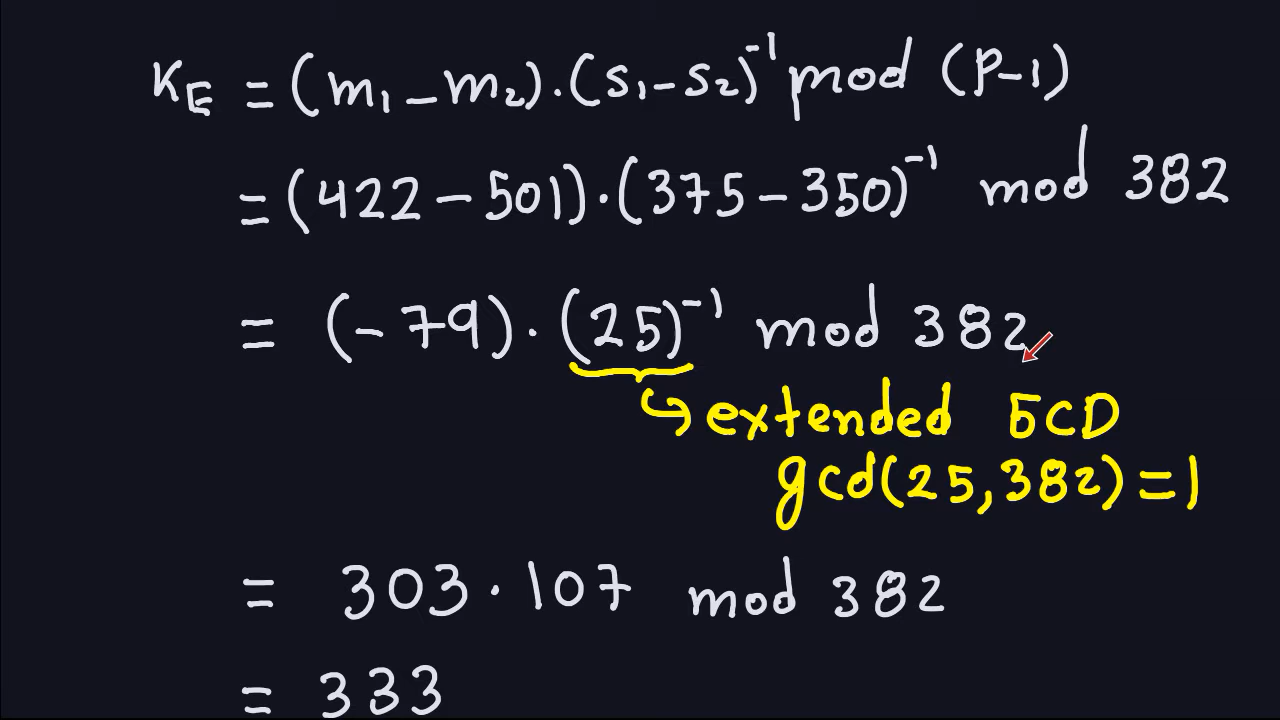 K_E = (m₁-m₂)·(s₁-s₂)⁻¹ mod (p-1)
= (422-501)·(375-350)⁻¹ mod 382
= (-79)·(25)⁻¹ mod 382
↪ extended GCD
gcd(25,382)=1
= 303·107 mod 382
= 333